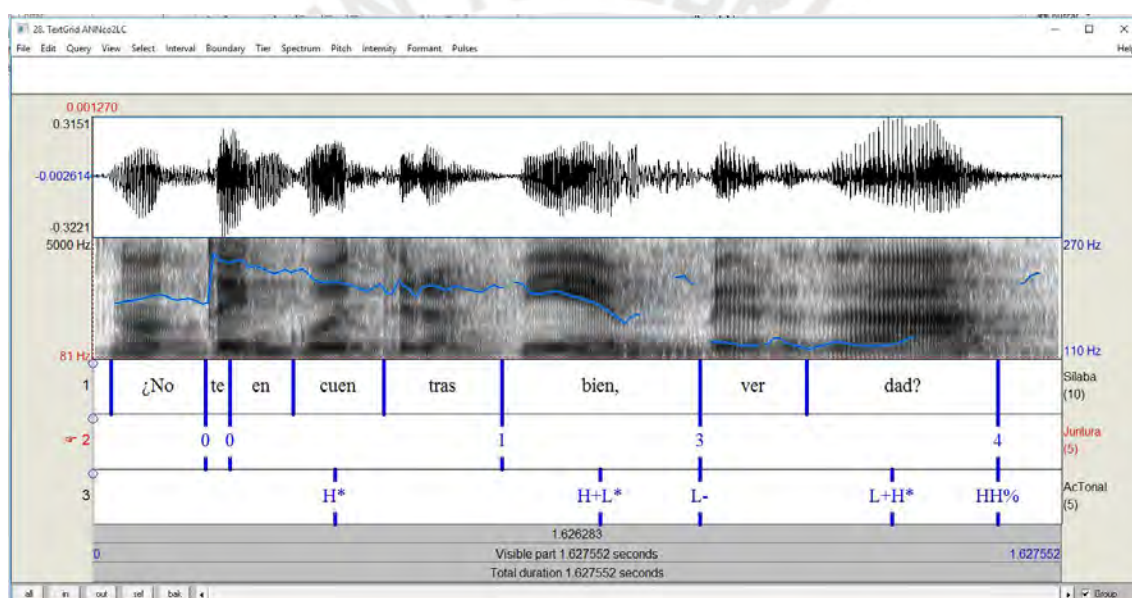 28. TextGrid ANNco2LC
File Edit Query View Select Interval Boundary Tier Spectrum Pitch Intensity Formant Pulses Help
0.001270
0.3151
-0.002614
-0.3221
5000 Hz 270 Hz
81 Hz 110 Hz
1 ¿No te en cuen tras bien, ver dad? Sílaba (10)
2 0 0 1 3 4 Juntura (5)
3 H* H+L* L- L+H* HH% AcTonal (5)
1.626283
0 Visible part 1.627552 seconds 1.627552
Total duration 1.627552 seconds
all in out sel bak Group